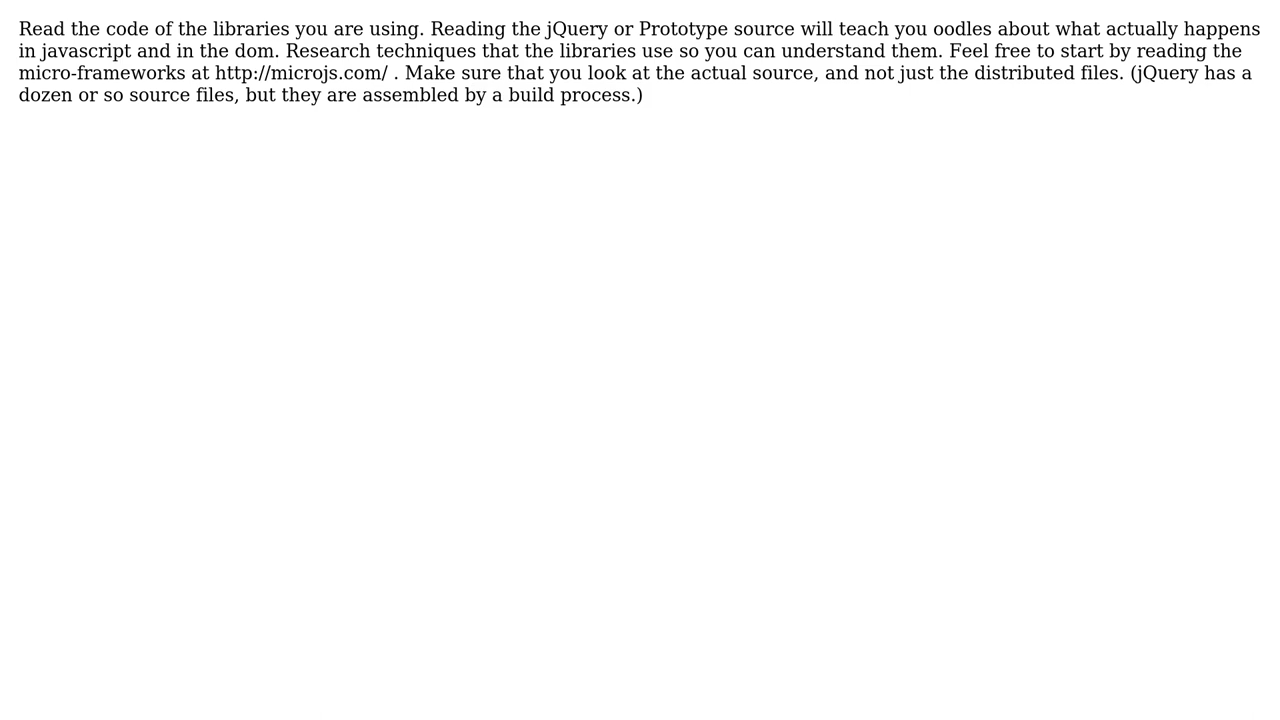 Read the code of the libraries you are using. Reading the jQuery or Prototype source will teach you oodles about what actually happens
in javascript and in the dom. Research techniques that the libraries use so you can understand them. Feel free to start by reading the
micro-frameworks at http://microjs.com/ . Make sure that you look at the actual source, and not just the distributed files. (jQuery has a
dozen or so source files, but they are assembled by a build process.)